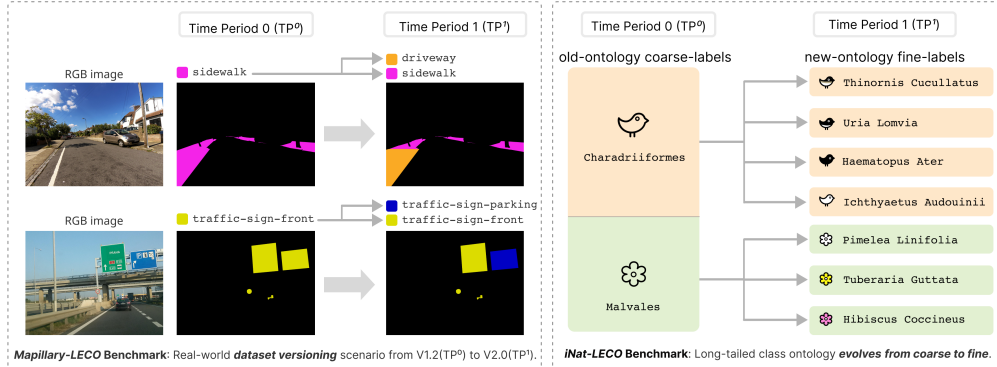 Time Period 0 (TP⁰)
Time Period 1 (TP¹)
RGB image
sidewalk
driveway
sidewalk
RGB image
traffic-sign-front
traffic-sign-parking
traffic-sign-front
Mapillary-LECO Benchmark: Real-world dataset versioning scenario from V1.2(TP⁰) to V2.0(TP¹).
Time Period 0 (TP⁰)
Time Period 1 (TP¹)
old-ontology coarse-labels
new-ontology fine-labels
Charadriiformes
Thinornis Cucullatus
Uria Lomvia
Haematopus Ater
Ichthyaetus Audouinii
Malvales
Pimelea Linifolia
Tuberaria Guttata
Hibiscus Coccineus
iNat-LECO Benchmark: Long-tailed class ontology evolves from coarse to fine.